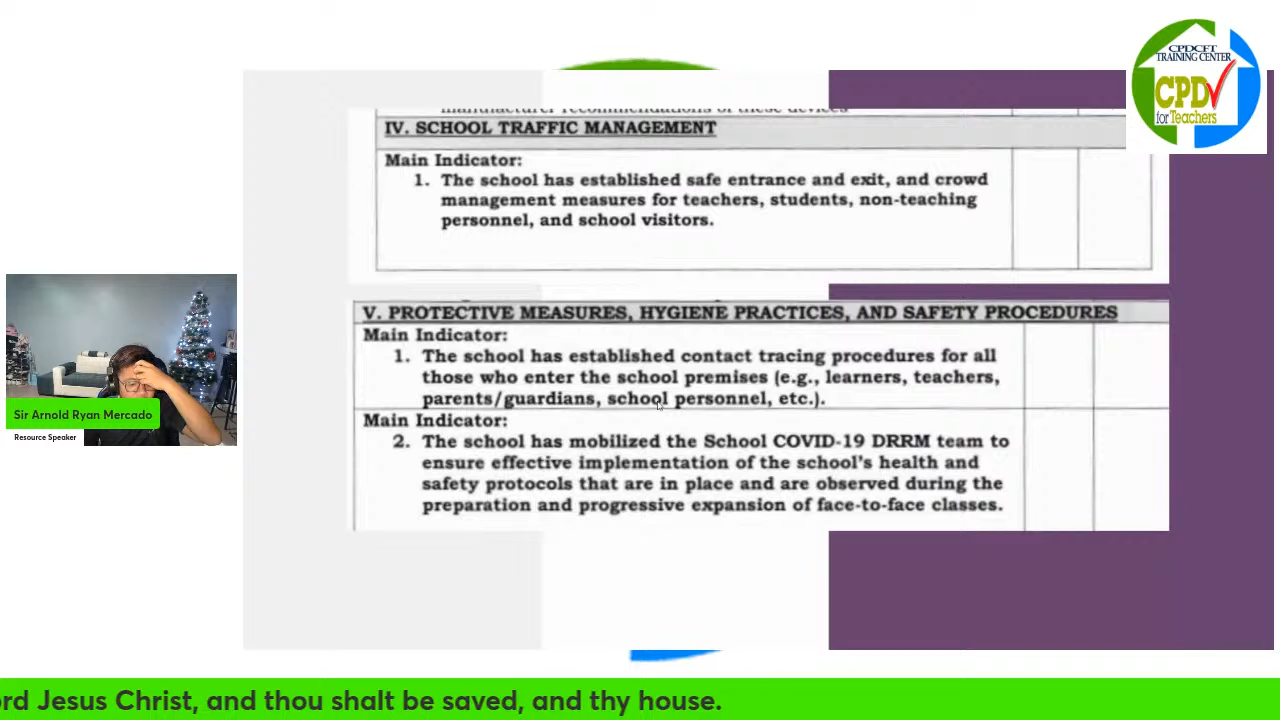 CPDCFT
TRAINING CENTER
CPD
for Teachers
manufacturer recommendations of these devices
IV. SCHOOL TRAFFIC MANAGEMENT
Main Indicator:
1. The school has established safe entrance and exit, and crowd
management measures for teachers, students, non-teaching
personnel, and school visitors.
V. PROTECTIVE MEASURES, HYGIENE PRACTICES, AND SAFETY PROCEDURES
Main Indicator:
1. The school has established contact tracing procedures for all
those who enter the school premises (e.g., learners, teachers,
parents/guardians, school personnel, etc.).
Main Indicator:
2. The school has mobilized the School COVID-19 DRRM team to
ensure effective implementation of the school's health and
safety protocols that are in place and are observed during the
preparation and progressive expansion of face-to-face classes.
Sir Arnold Ryan Mercado
Resource Speaker
rd Jesus Christ, and thou shalt be saved, and thy house.